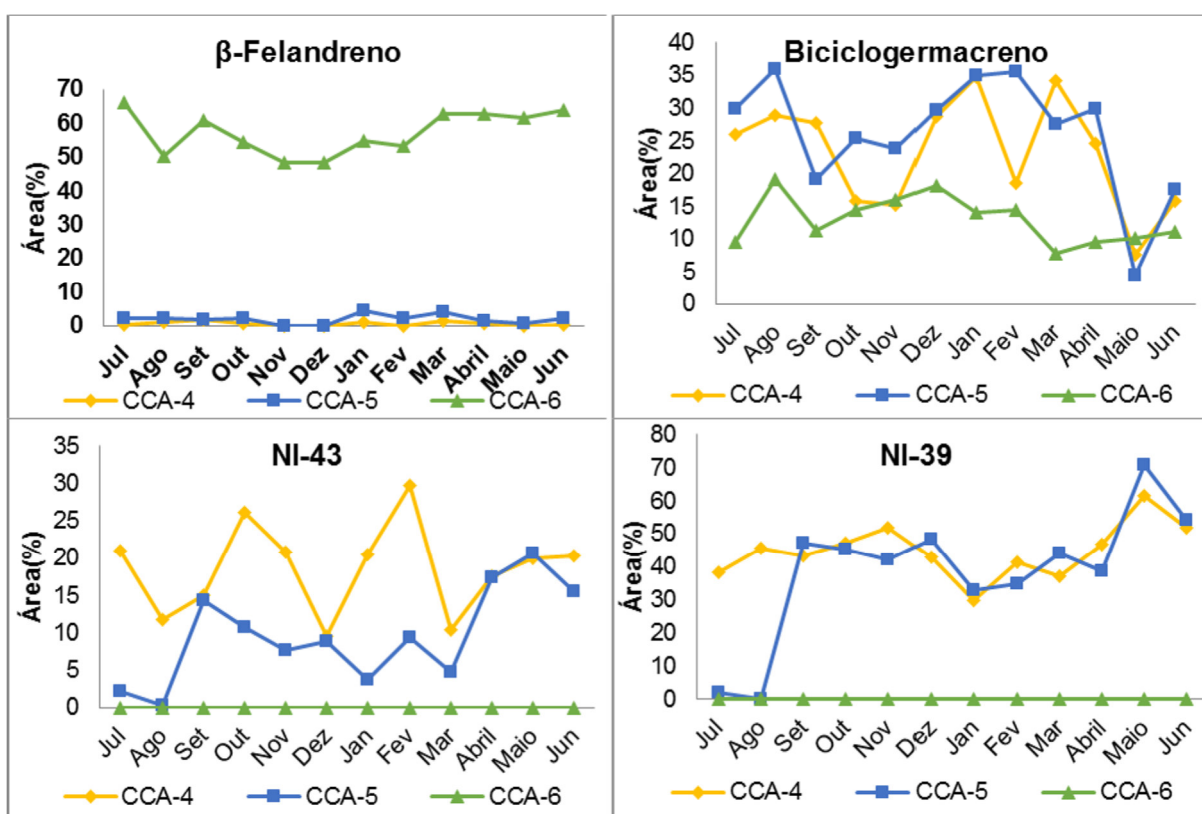 β-Felandreno
Área(%)
70
60
50
40
30
20
10
0
Jul Ago Set Out Nov Dez Jan Fev Mar Abril Maio Jun
CCA-4 CCA-5 CCA-6
Biciclogermacreno
Área(%)
40
35
30
25
20
15
10
5
0
Jul Ago Set Out Nov Dez Jan Fev Mar Abril Maio Jun
CCA-4 CCA-5 CCA-6
NI-43
Área(%)
35
30
25
20
15
10
5
0
Jul Ago Set Out Nov Dez Jan Fev Mar Abril Maio Jun
CCA-4 CCA-5 CCA-6
NI-39
Área(%)
80
70
60
50
40
30
20
10
0
Jul Ago Set Out Nov Dez Jan Fev Mar Abril Maio Jun
CCA-4 CCA-5 CCA-6